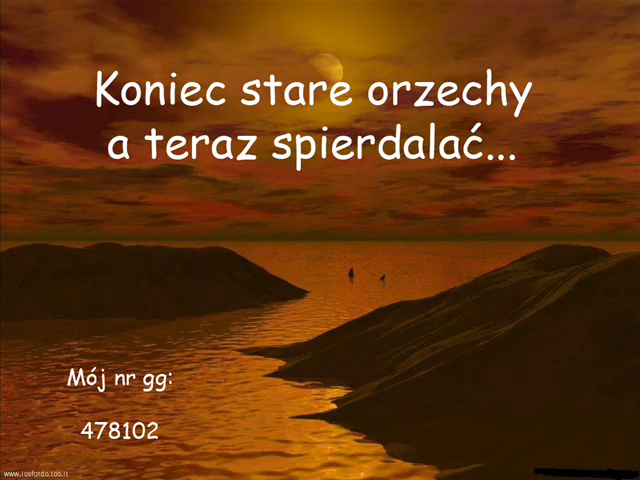 Koniec stare orzechy
a teraz spierdalać...
Mój nr gg:
478102
www.losfondo.too.it